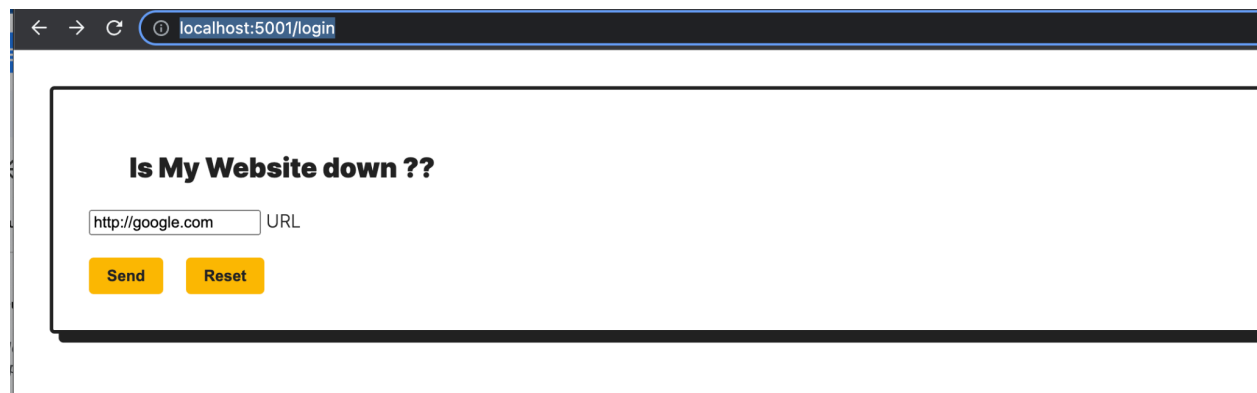 localhost:5001/login
Is My Website down ??
http://google.com URL
Send Reset